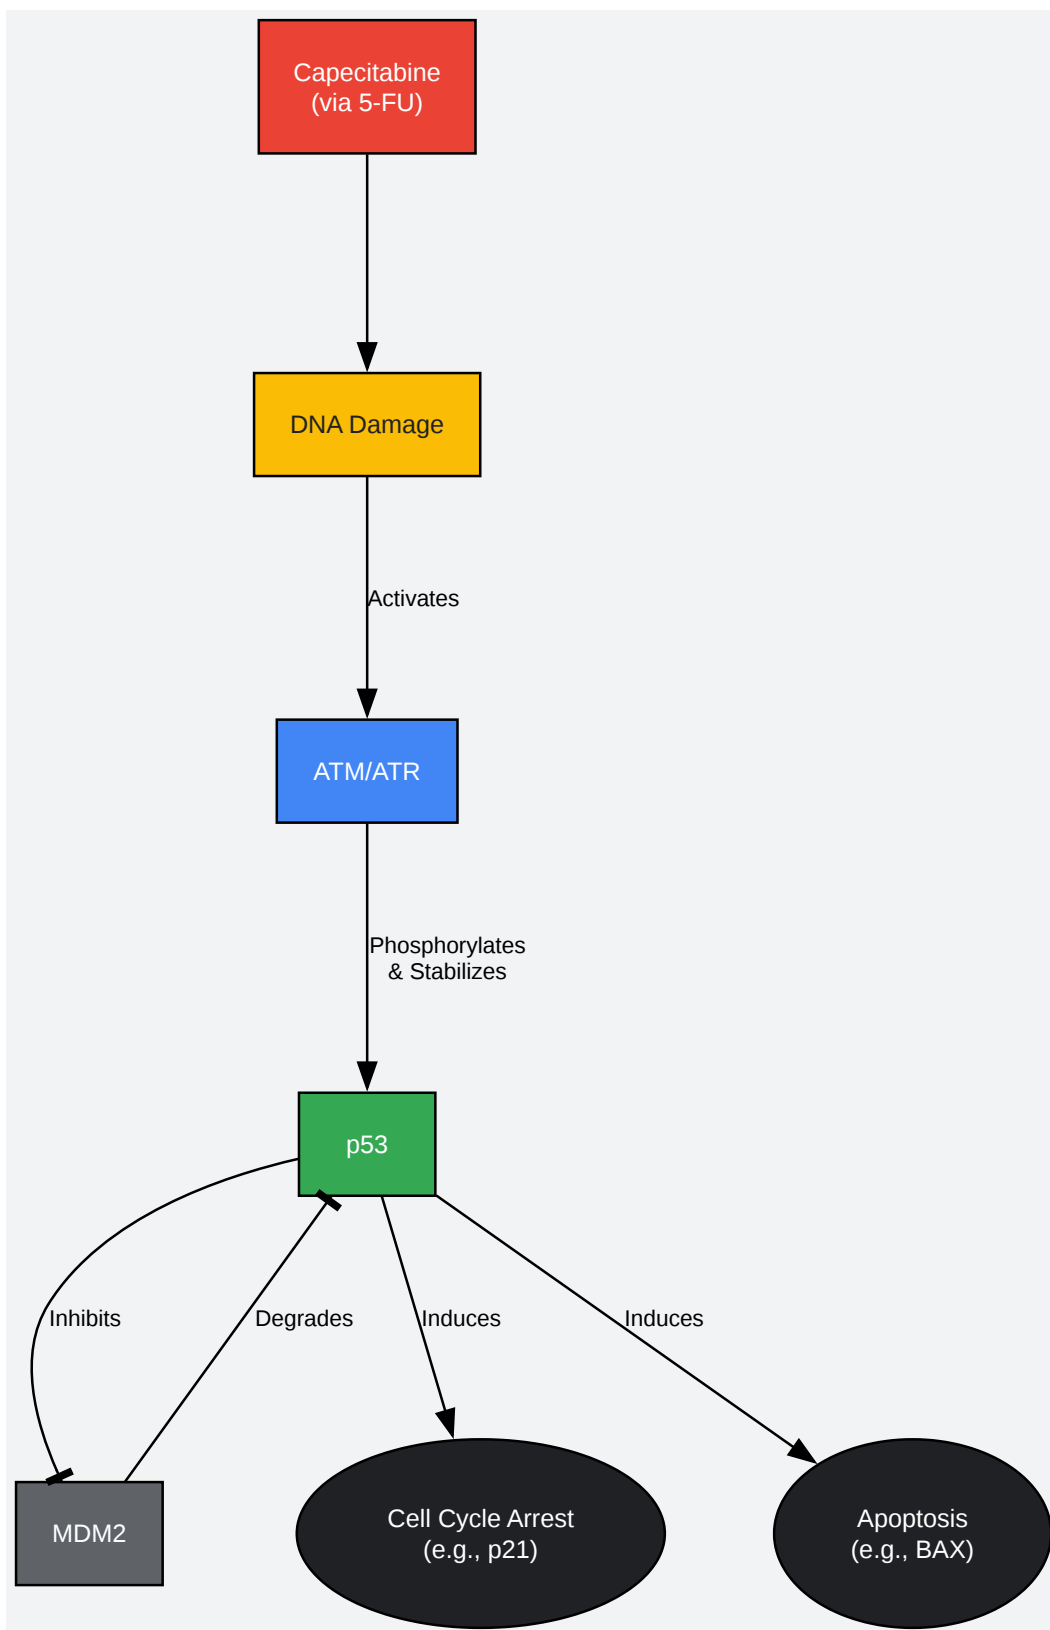 Capecitabine
(via 5-FU)
DNA Damage
Activates
ATM/ATR
Phosphorylates
& Stabilizes
p53
Inhibits
Degrades
Induces
Induces
MDM2
Cell Cycle Arrest
(e.g., p21)
Apoptosis
(e.g., BAX)